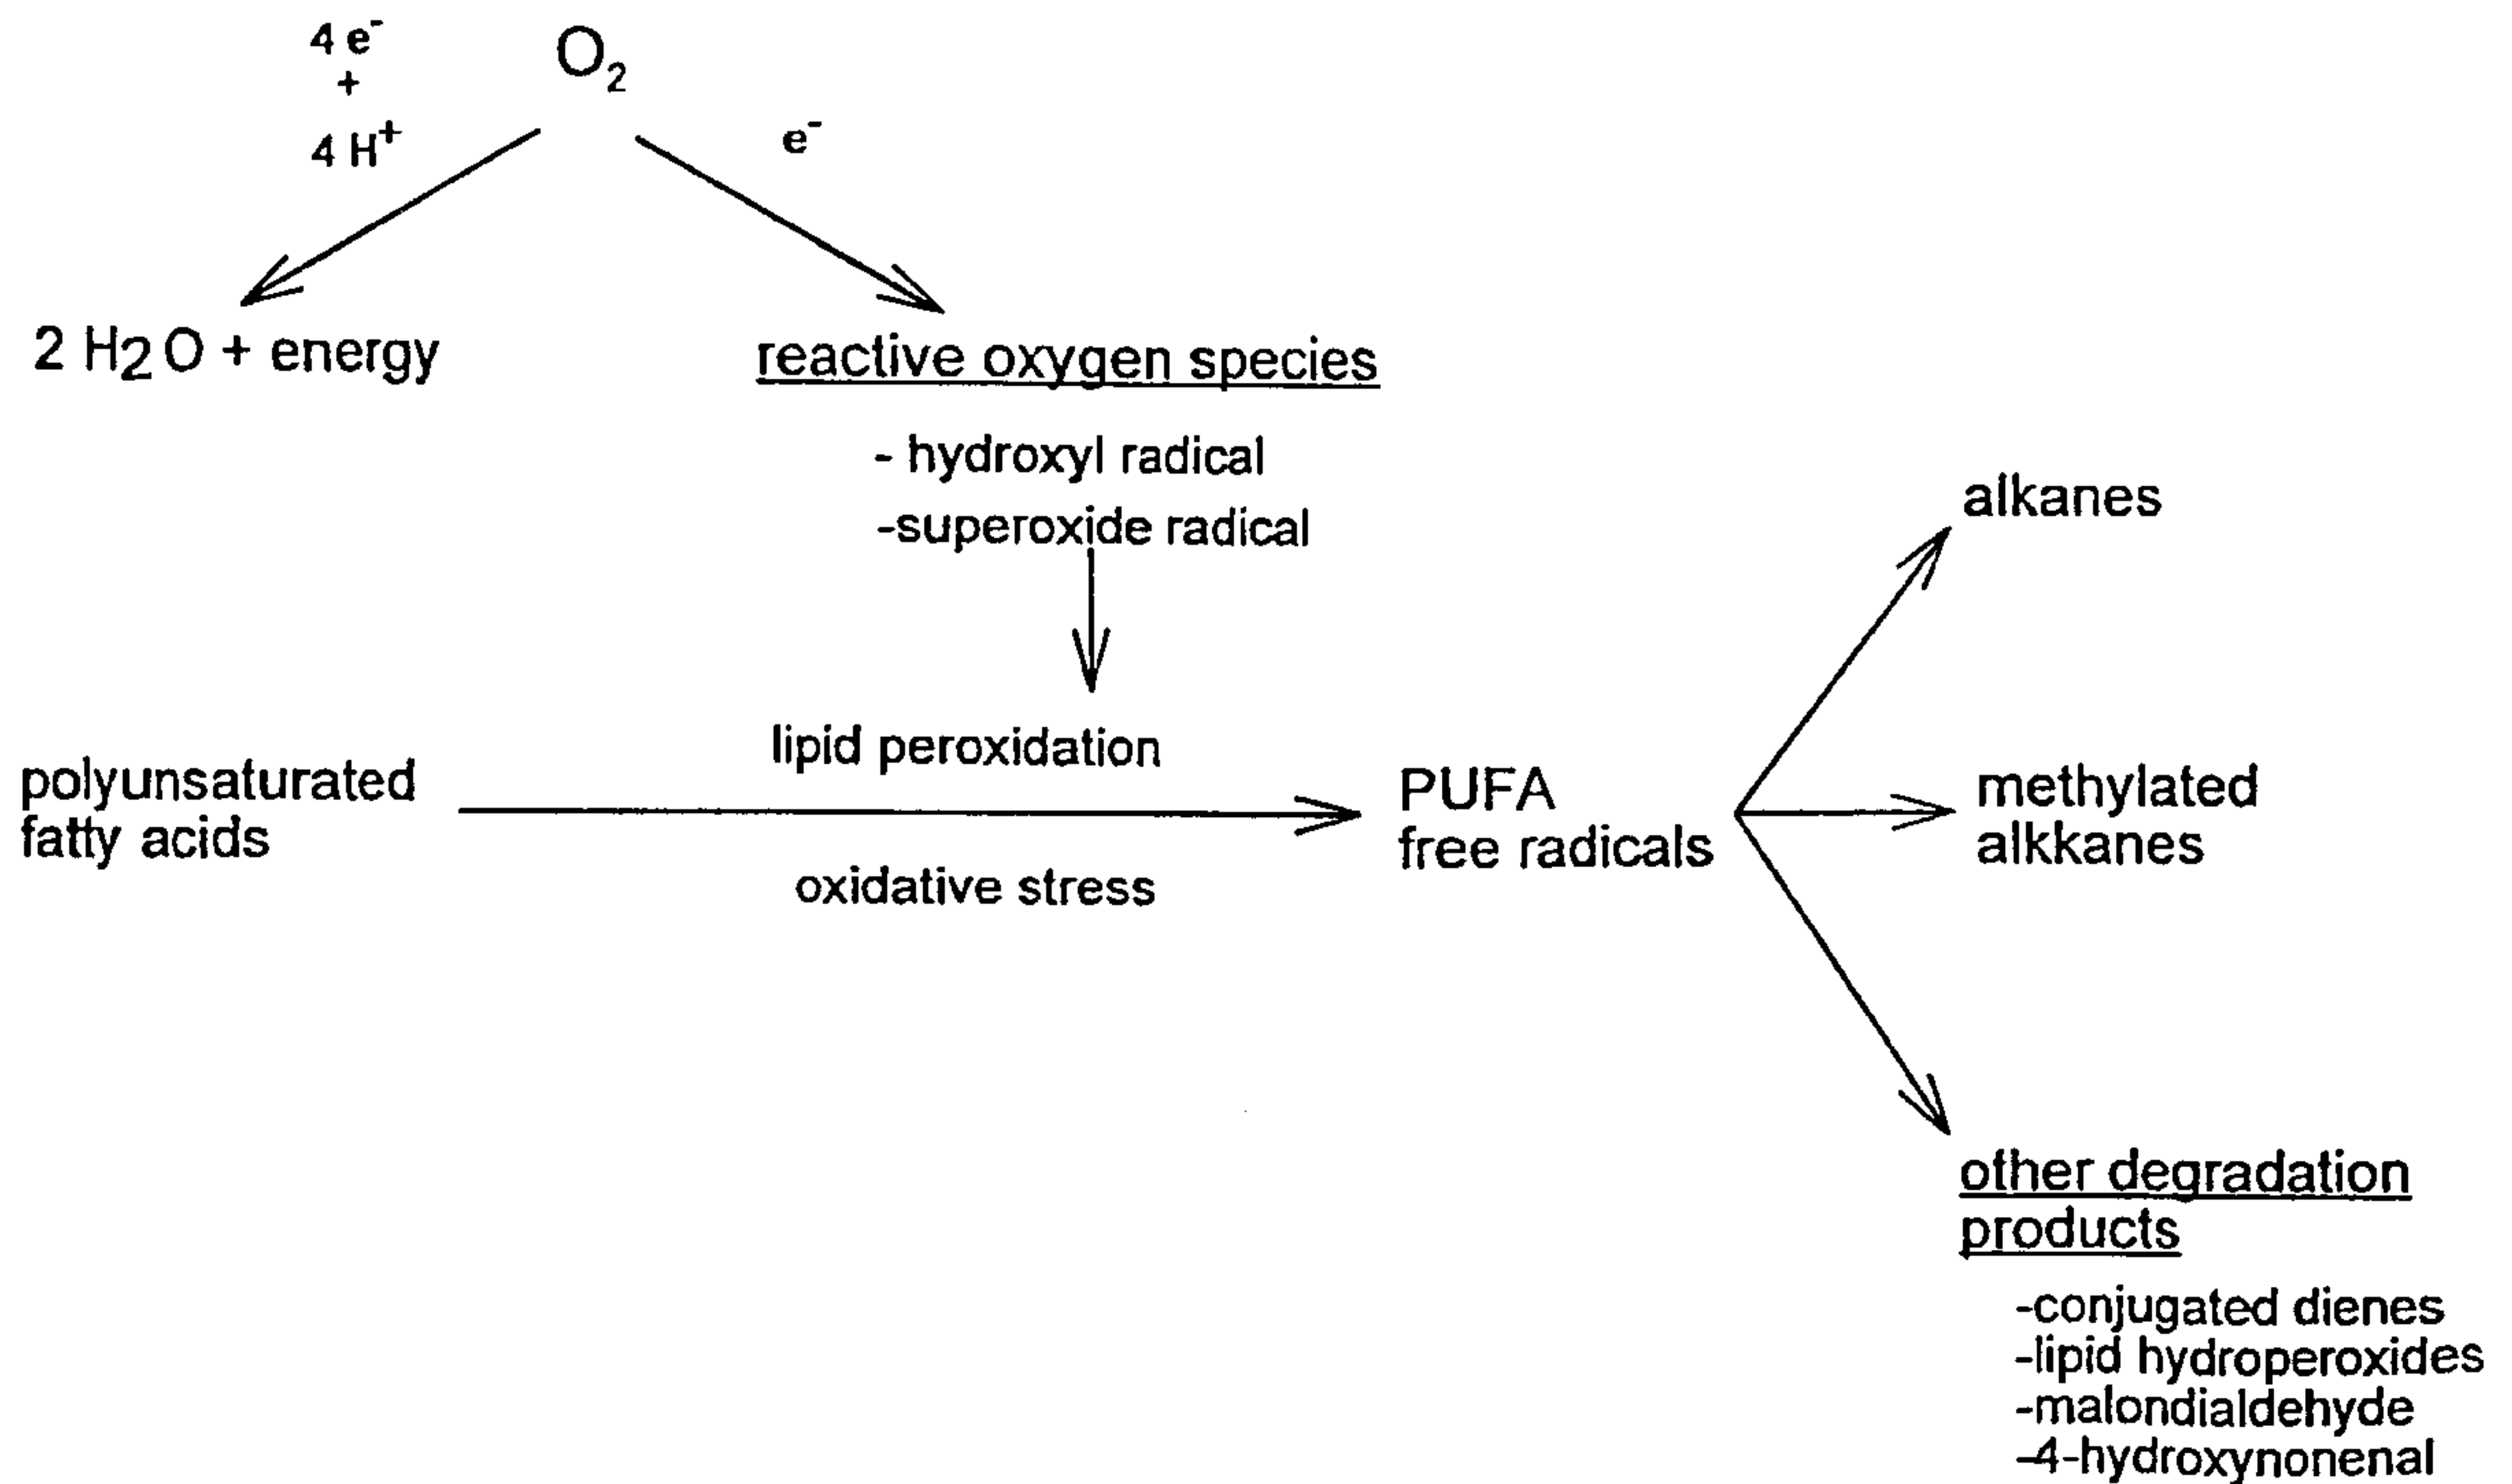 4 e⁻
+
4 H⁺
O₂
e⁻
2 H2O + energy
reactive oxygen species
- hydroxyl radical
-superoxide radical
lipid peroxidation
polyunsaturated
fatty acids
oxidative stress
PUFA
free radicals
alkanes
methylated
alkkanes
other degradation
products
-conjugated dienes
-lipid hydroperoxides
-malondialdehyde
-4-hydroxynonenal